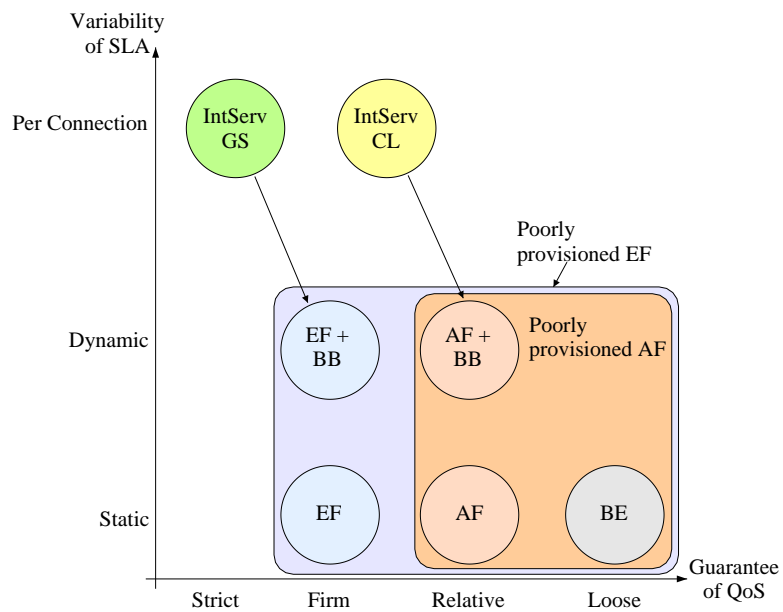 Variability
of SLA
Per Connection
IntServ
GS
IntServ
CL
Poorly
provisioned EF
Dynamic
EF +
BB
AF +
BB
Poorly
provisioned AF
Static
EF
AF
BE
Guarantee
of QoS
Strict
Firm
Relative
Loose